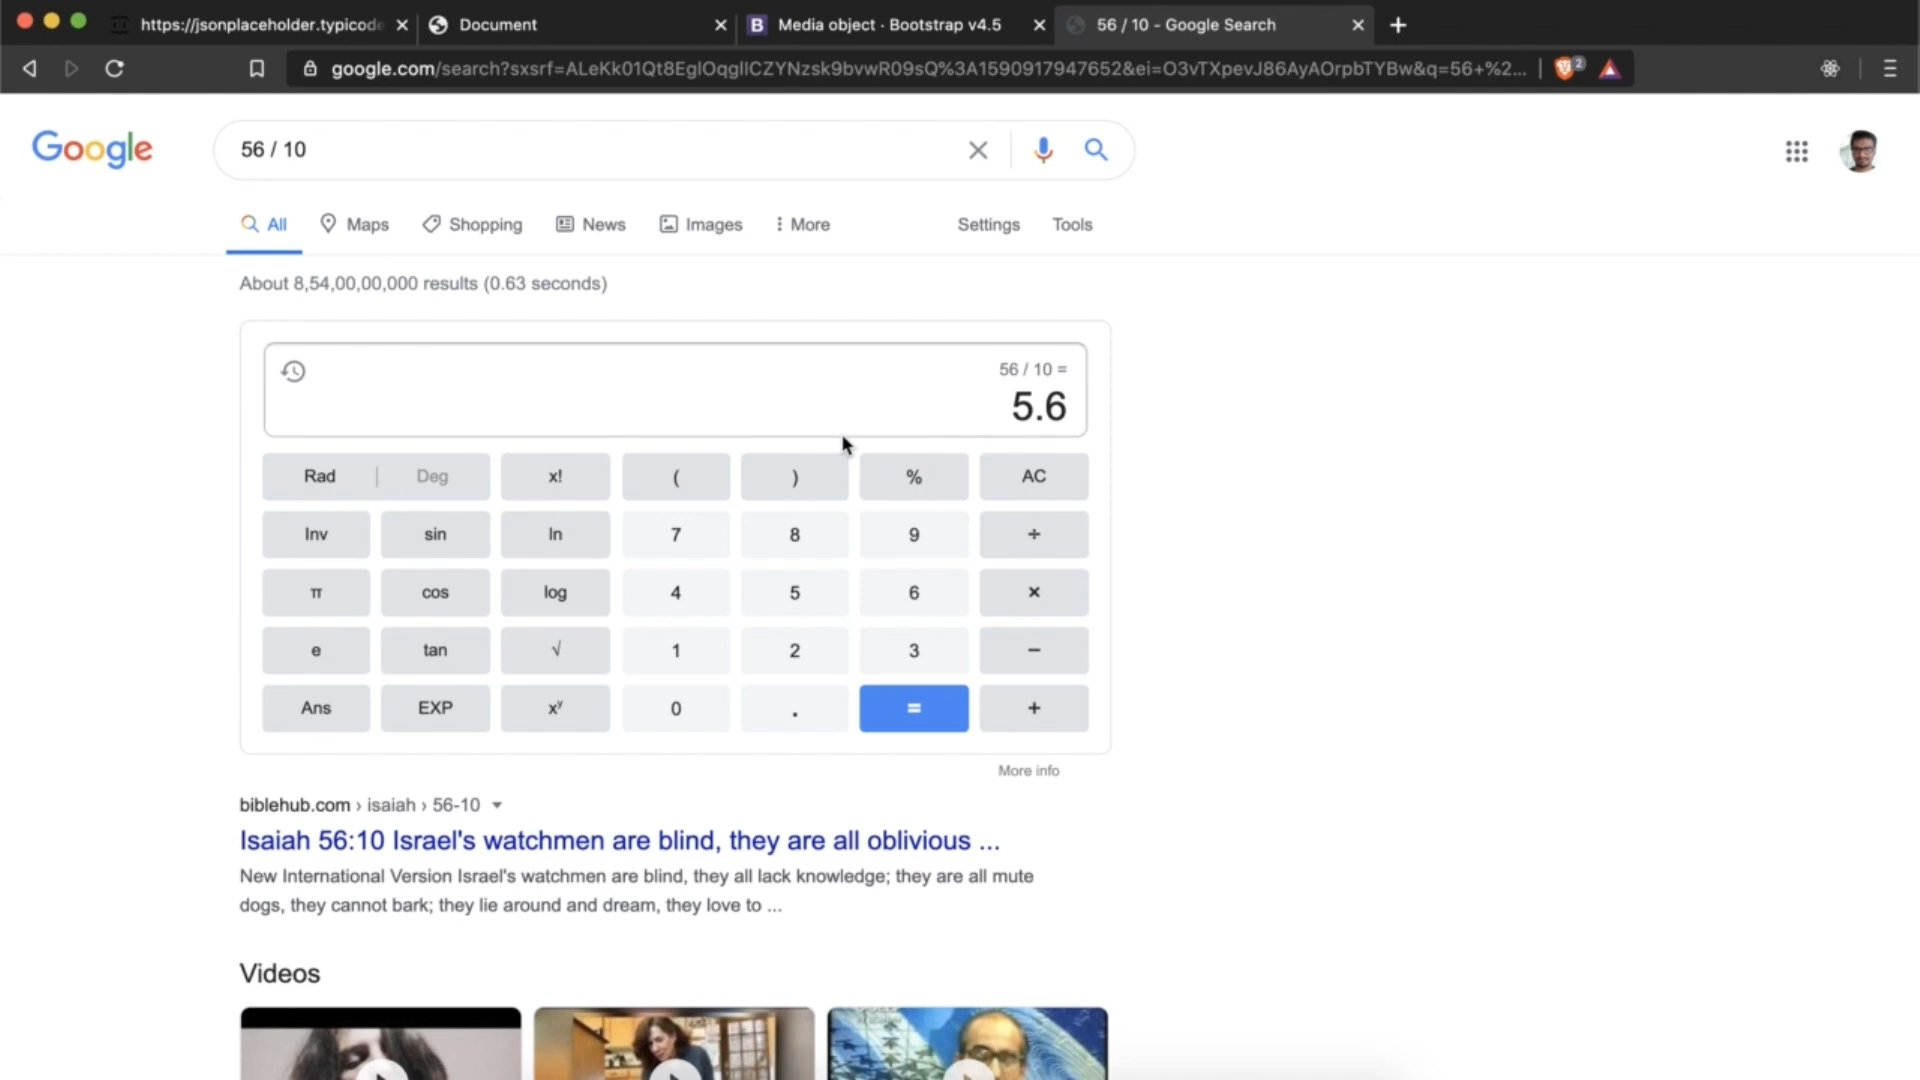 https://jsonplaceholder.typicode
Document
B Media object · Bootstrap v4.5
56 / 10 - Google Search
google.com/search?sxsrf=ALeKk01Qt8EglOqgllCZYNzsk9bvwR09sQ%3A1590917947652&ei=O3vTXpevJ86AyAOrpbTYBw&q=56+%2...
2
Google
56 / 10
All
Maps
Shopping
News
Images
More
Settings
Tools
About 8,54,00,00,000 results (0.63 seconds)
56 / 10 =
5.6
Rad | Deg x! ( ) % AC
Inv sin ln 7 8 9 ÷
π cos log 4 5 6 ×
e tan √ 1 2 3 −
Ans EXP xʸ 0 . = +
More info
biblehub.com › isaiah › 56-10
Isaiah 56:10 Israel's watchmen are blind, they are all oblivious ...
New International Version Israel's watchmen are blind, they all lack knowledge; they are all mute
dogs, they cannot bark; they lie around and dream, they love to ...
Videos